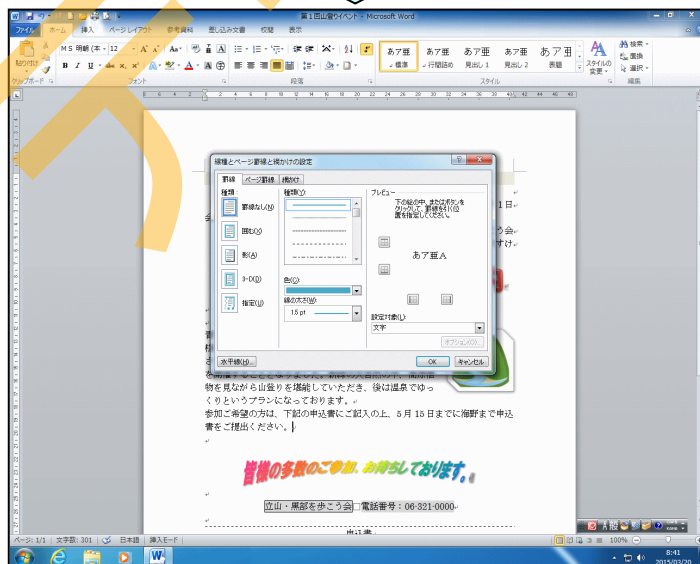 第1回山登りイベント - Microsoft Word
ファイル ホーム 挿入 ページ レイアウト 参考資料 差し込み文書 校閲 表示
貼り付け
MS 明朝 (本 12
あア亜 あア亜 あア亜 あア亜 あア亜
標準 行間詰め 見出し 1 見出し 2 表題
スタイルの変更
検索
置換
選択
クリップボード フォント 段落 スタイル 編集
線種とページ罫線と網かけの設定
罫線 ページ罫線 網かけ
種類:
罫線なし(N)
囲む(X)
影(A)
3-D(D)
指定(U)
種類(Y):
色(C):
線の太さ(W):
1.5 pt
プレビュー
下の絵の中、またはボタンを
クリックして、罫線を引く位
置を指定してください。
あア亜A
設定対象(L):
文字
オプション(O)...
水平線(H)...
OK キャンセル
物を見ながら山登りを堪能していただき、後は温泉でゆっ
くりというプランになっております。
参加ご希望の方は、下記の申込書にご記入の上、5月15日までに海野まで申込
書をご提出ください。
皆様の多数のご参加、お待ちしております。
立山・黒部を歩こう会□電話番号：06-321-0000
申込書
ページ: 1/1 文字数: 301 日本語 挿入モード
100%
8:41
2015/03/20